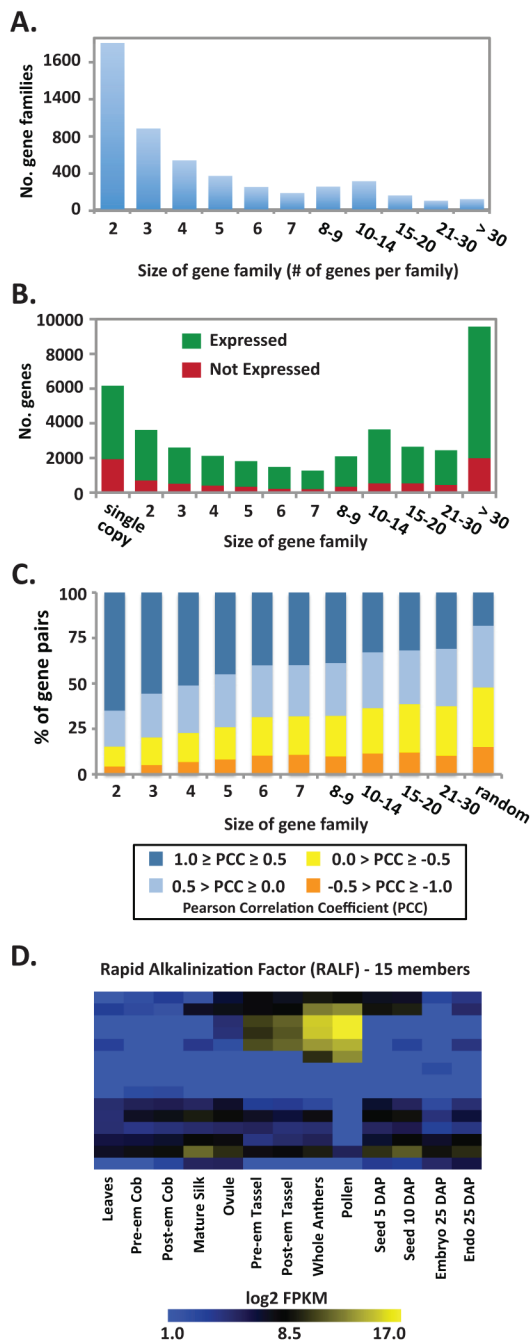 A.
No. gene families
1600
1400
800
400
0
2 3 4 5 6 7 8-9 10-14 15-20 21-30 > 30
Size of gene family (# of genes per family)
B.
No. genes
10000
8000
6000
4000
2000
0
Expressed
Not Expressed
single copy 2 3 4 5 6 7 8-9 10-14 15-20 21-30 > 30
Size of gene family
C.
% of gene pairs
100
75
50
25
0
2 3 4 5 6 7 8-9 10-14 15-20 21-30 random
Size of gene family
1.0 ≥ PCC ≥ 0.5
0.0 > PCC ≥ -0.5
0.5 > PCC ≥ 0.0
-0.5 > PCC ≥ -1.0
Pearson Correlation Coefficient (PCC)
D.
Rapid Alkalinization Factor (RALF) - 15 members
Leaves
Pre-em Cob
Post-em Cob
Mature Silk
Ovule
Pre-em Tassel
Post-em Tassel
Whole Anthers
Pollen
Seed 5 DAP
Seed 10 DAP
Embryo 25 DAP
Endo 25 DAP
log2 FPKM
1.0 8.5 17.0